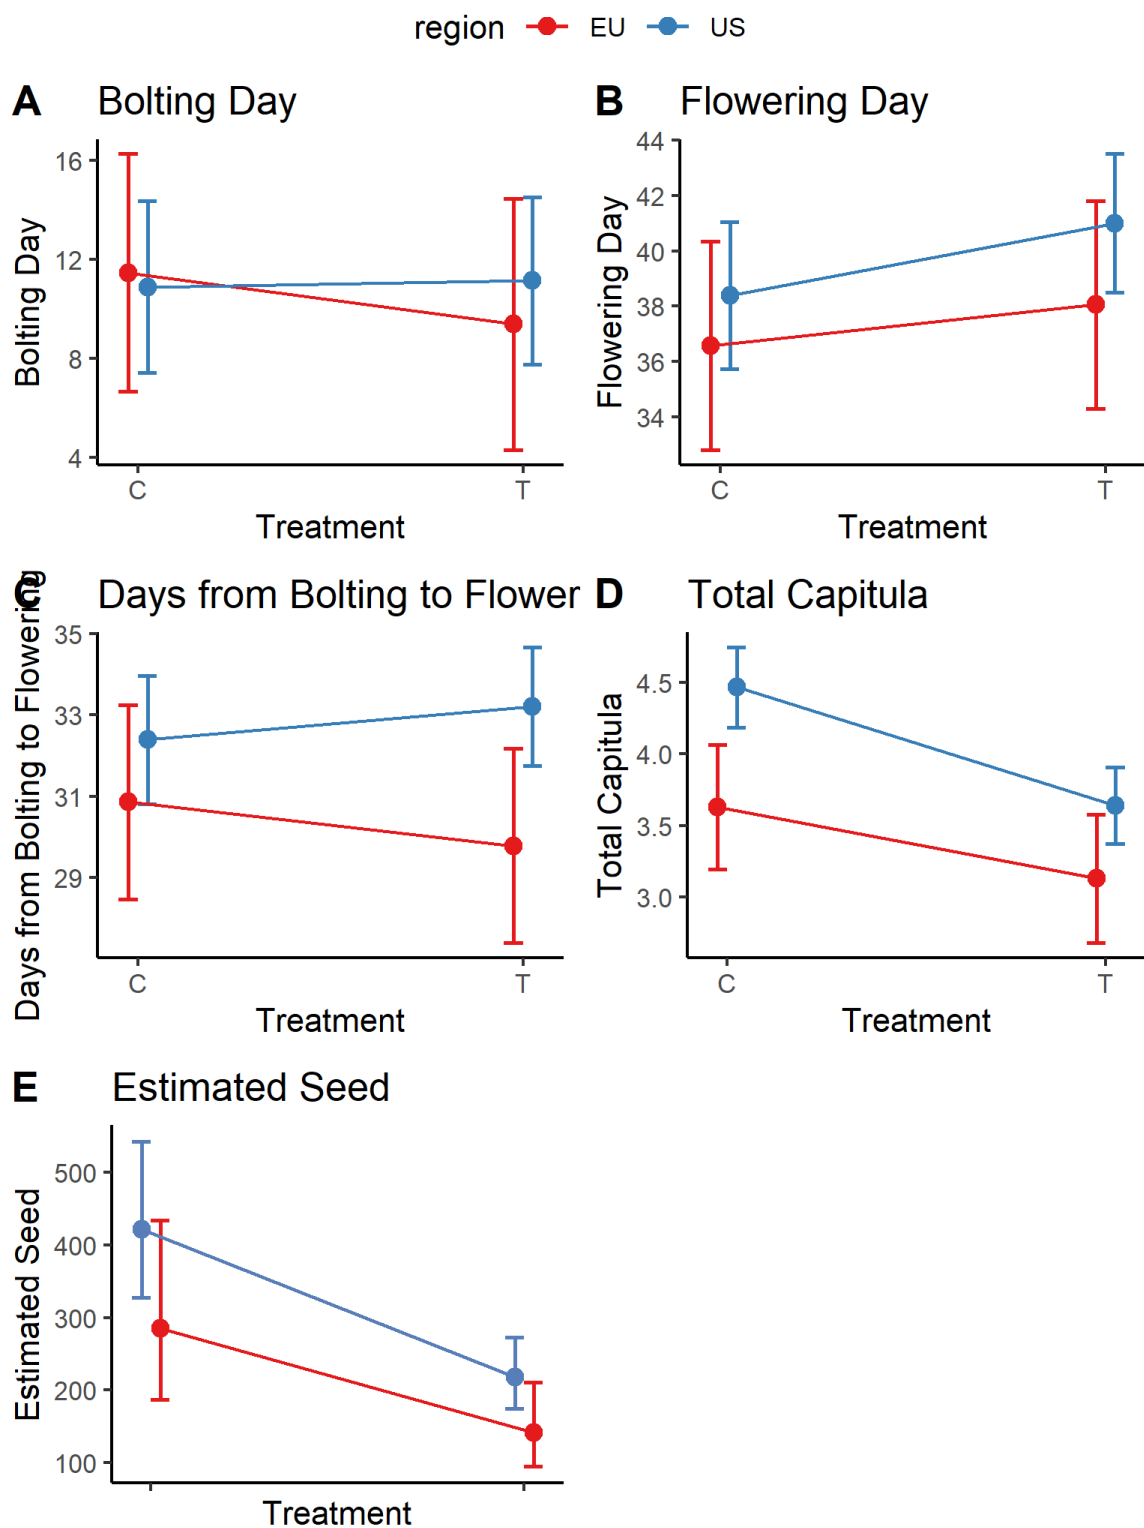 region EU US
A Bolting Day
Bolting Day
16
12
8
4
C T
Treatment
B Flowering Day
Flowering Day
44
42
40
38
36
34
C T
Treatment
C Days from Bolting to Flower
Days from Bolting to Flowering
35
33
31
29
C T
Treatment
D Total Capitula
Total Capitula
4.5
4.0
3.5
3.0
C T
Treatment
E Estimated Seed
Estimated Seed
500
400
300
200
100
Treatment